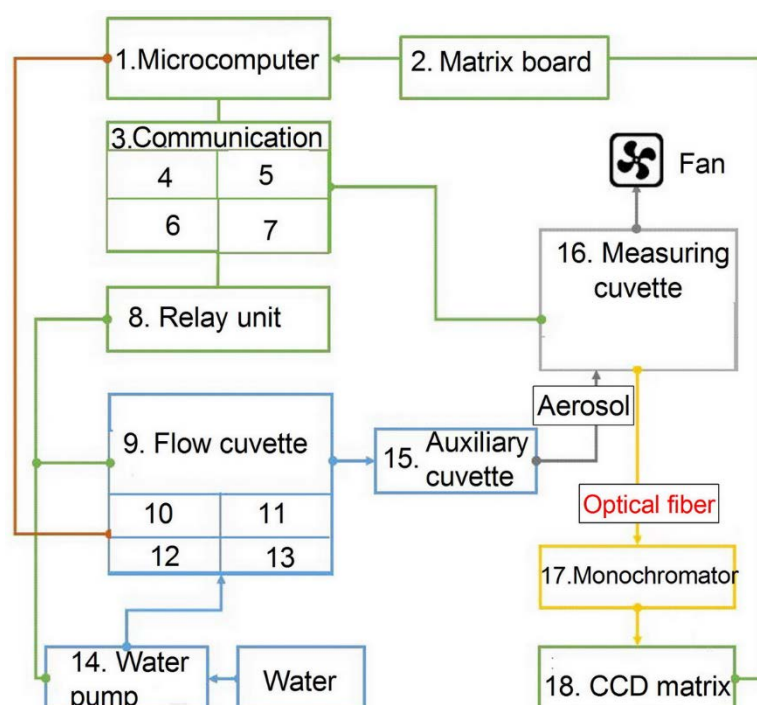 1.Microcomputer
2. Matrix board
3.Communication
4
5
6
7
Fan
16. Measuring
cuvette
8. Relay unit
Aerosol
9. Flow cuvette
15. Auxiliary
cuvette
10
11
12
13
Optical fiber
17.Monochromator
14. Water
pump
Water
18. CCD matrix